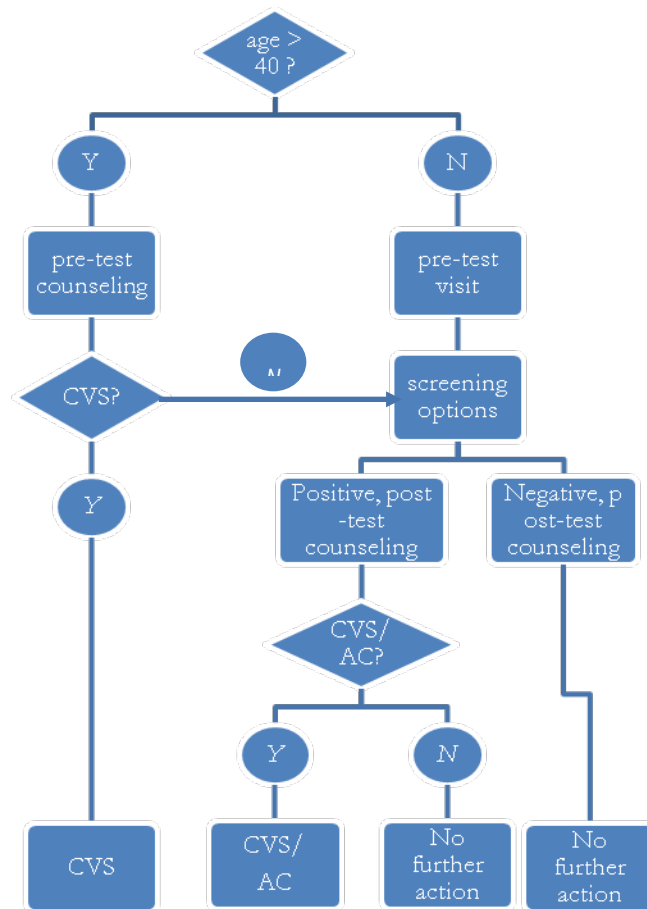 age >
40 ?
Y
N
pre-test
counseling
pre-test
visit
N
CVS?
screening
options
Y
Positive, post
-test
counseling
Negative, p
ost-test
counseling
CVS/
AC?
Y
N
CVS
CVS/
AC
No
further
action
No
further
action